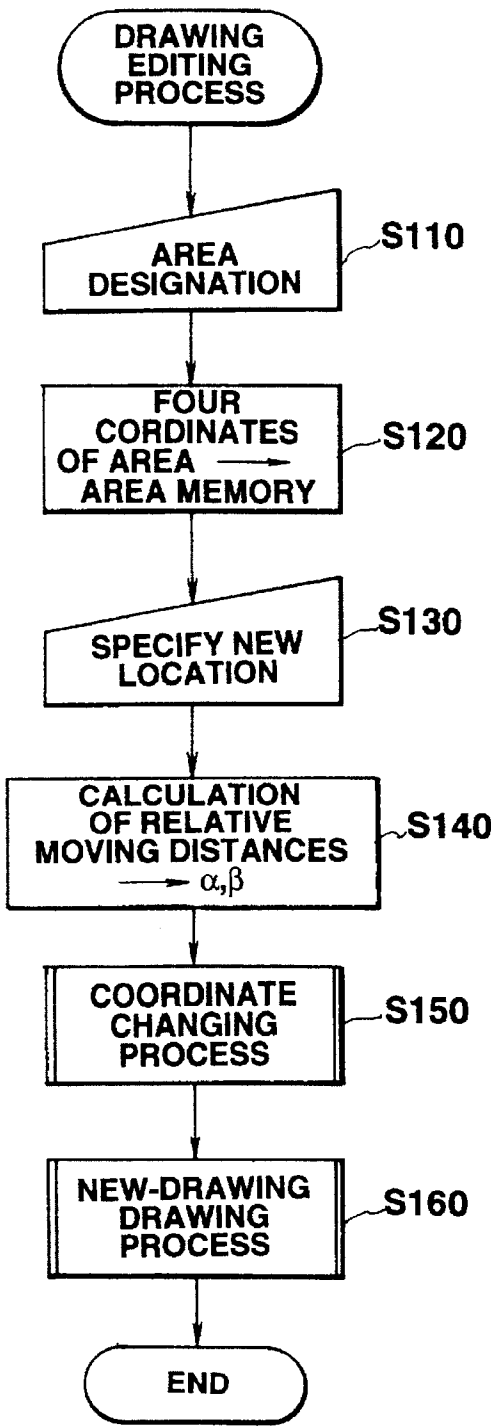 DRAWING
EDITING
PROCESS
AREA
DESIGNATION
S110
FOUR
CORDINATES
OF AREA →
AREA MEMORY
S120
SPECIFY NEW
LOCATION
S130
CALCULATION
OF RELATIVE
MOVING DISTANCES
→ α,β
S140
COORDINATE
CHANGING
PROCESS
S150
NEW-DRAWING
DRAWING
PROCESS
S160
END